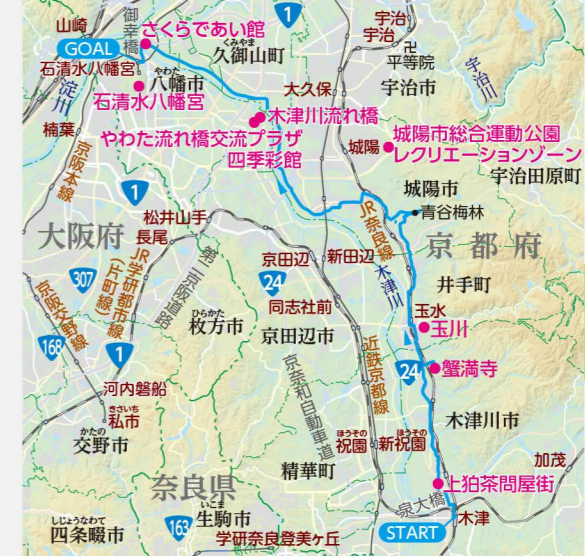 山崎
御幸橋
さくらであい館
1
宇治
宇治
卍
平等院
GOAL
くみやま
久御山町
石清水八幡宮
やわた
八幡市
淀川
石清水八幡宮
大久保
宇治市
宇治川
木津川流れ橋
楠葉
やわた流れ橋交流プラザ
四季彩館
城陽
城陽市総合運動公園
レクリエーションゾーン
京阪本線
宇治田原町
1
城陽市
松井山手
JR奈良線
青谷梅林
大阪府
長尾
京都府
第二京阪道路
京田辺
新田辺
木津川
307
JR学研都市線
(片町線)
24
井手町
京阪交野線
同志社前
玉水
玉川
ひらかた
枚方市
京田辺市
168
1
近鉄京都線
京奈和自動車道
24
蟹満寺
河内磐船
きさいち
私市
木津川市
かたの
交野市
ほうその
祝園
ほうその
新祝園
加茂
精華町
上狛茶問屋街
奈良県
泉大橋
いこま
生駒市
START
木津
しじょうなわて
四条畷市
163
学研奈良登美ヶ丘